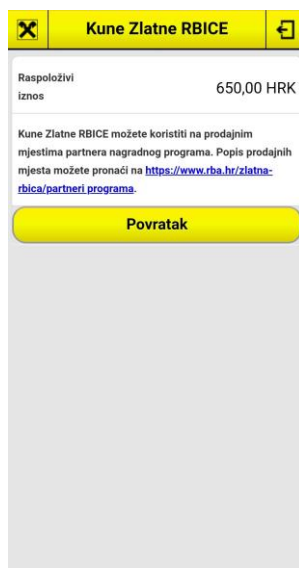 Kune Zlatne RBICE
Raspoloživi
iznos
650,00 HRK
Kune Zlatne RBICE možete koristiti na prodajnim
mjestima partnera nagradnog programa. Popis prodajnih
mjesta možete pronaći na https://www.rba.hr/zlatna-
rbica/partneri programa.
Povratak